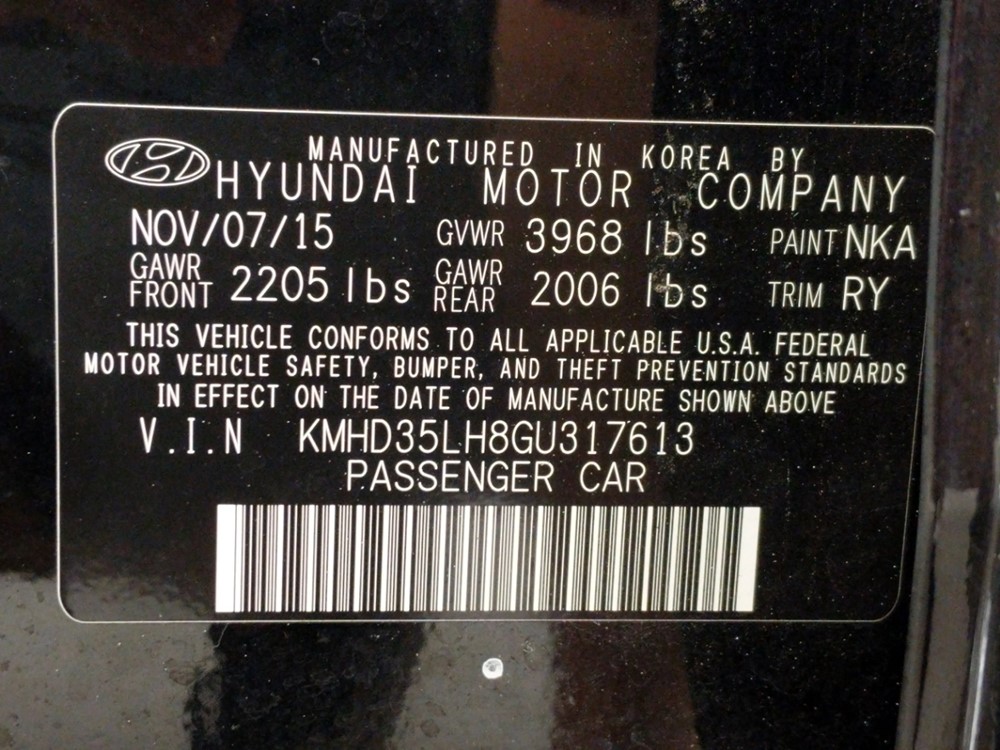 MANUFACTURED IN KOREA BY
HYUNDAI MOTOR COMPANY
NOV/07/15 GVWR 3968 lbs PAINT NKA
GAWR FRONT 2205 lbs GAWR REAR 2006 lbs TRIM RY
THIS VEHICLE CONFORMS TO ALL APPLICABLE U.S.A. FEDERAL
MOTOR VEHICLE SAFETY, BUMPER, AND THEFT PREVENTION STANDARDS
IN EFFECT ON THE DATE OF MANUFACTURE SHOWN ABOVE
V.I.N KMHD35LH8GU317613
PASSENGER CAR